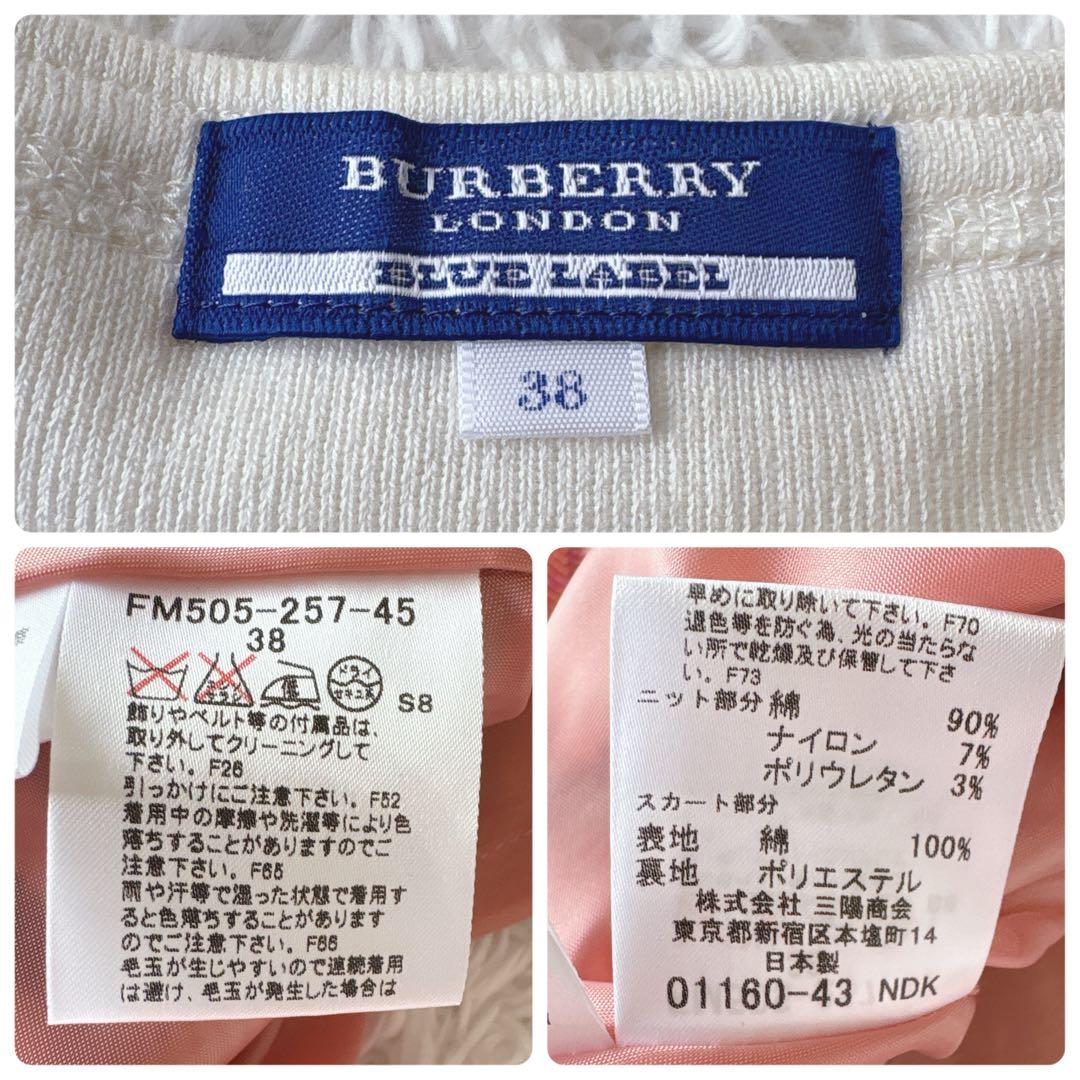 BURBERRY
LONDON
BLUE LABEL
38
FM505-257-45
38
エンソサラシ
ドライ
セキユ系
S8
飾りやベルト等の付属品は、
取り外してクリーニングして
下さい。F26
引っかけにご注意下さい。F52
着用中の摩擦や洗濯等により色
落ちすることがありますのでご
注意下さい。F65
雨や汗等で湿った状態で着用す
ると色落ちすることがあります
のでご注意下さい。F66
毛玉が生じやすいので連続着用
は避け、毛玉が発生した場合は
早めに取り除いて下さい。F70
退色等を防ぐ為、光の当たらな
い所で乾燥及び保管して下さ
い。F73
ニット部分 綿 90%
ナイロン 7%
ポリウレタン 3%
スカート部分
表地 綿 100%
裏地 ポリエステル
株式会社 三陽商会
東京都新宿区本塩町14
日本製
01160-43 NDK